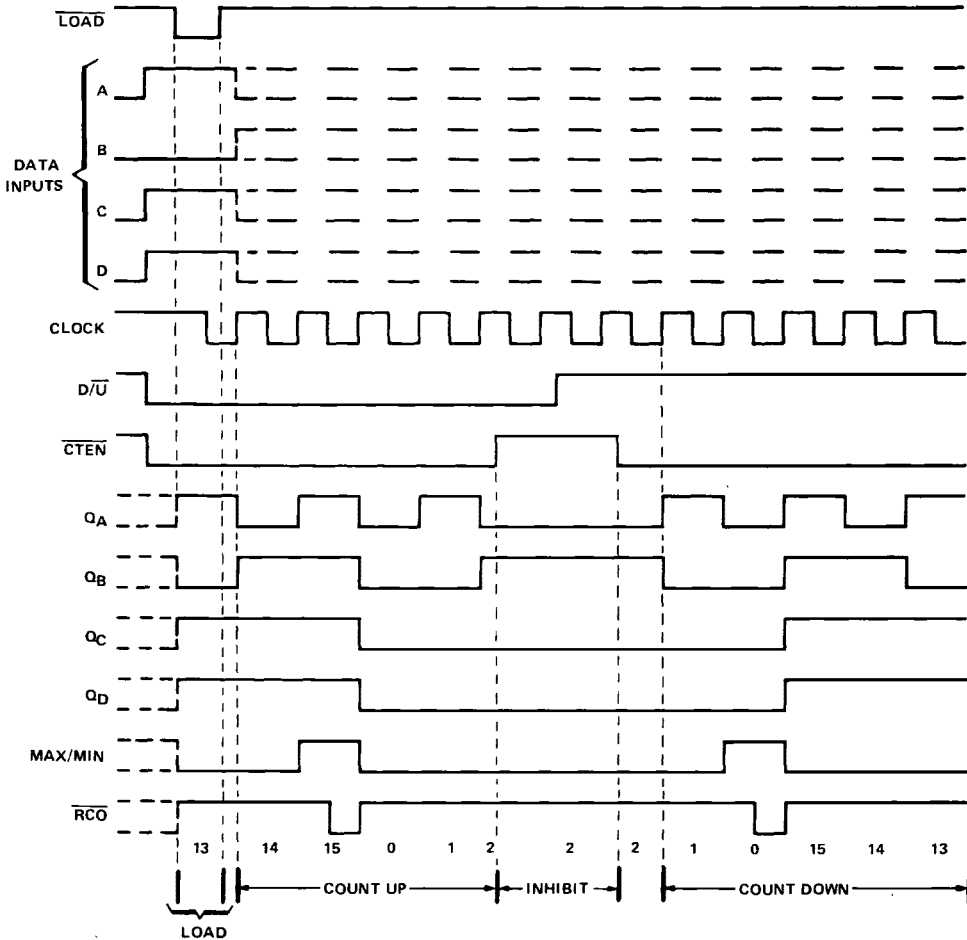 LOAD
A
B
DATA
INPUTS
C
D
CLOCK
D/U
CTEN
QA
QB
QC
QD
MAX/MIN
RCO
13 14 15 0 1 2 2 2 1 0 15 14 13
COUNT UP INHIBIT COUNT DOWN
LOAD